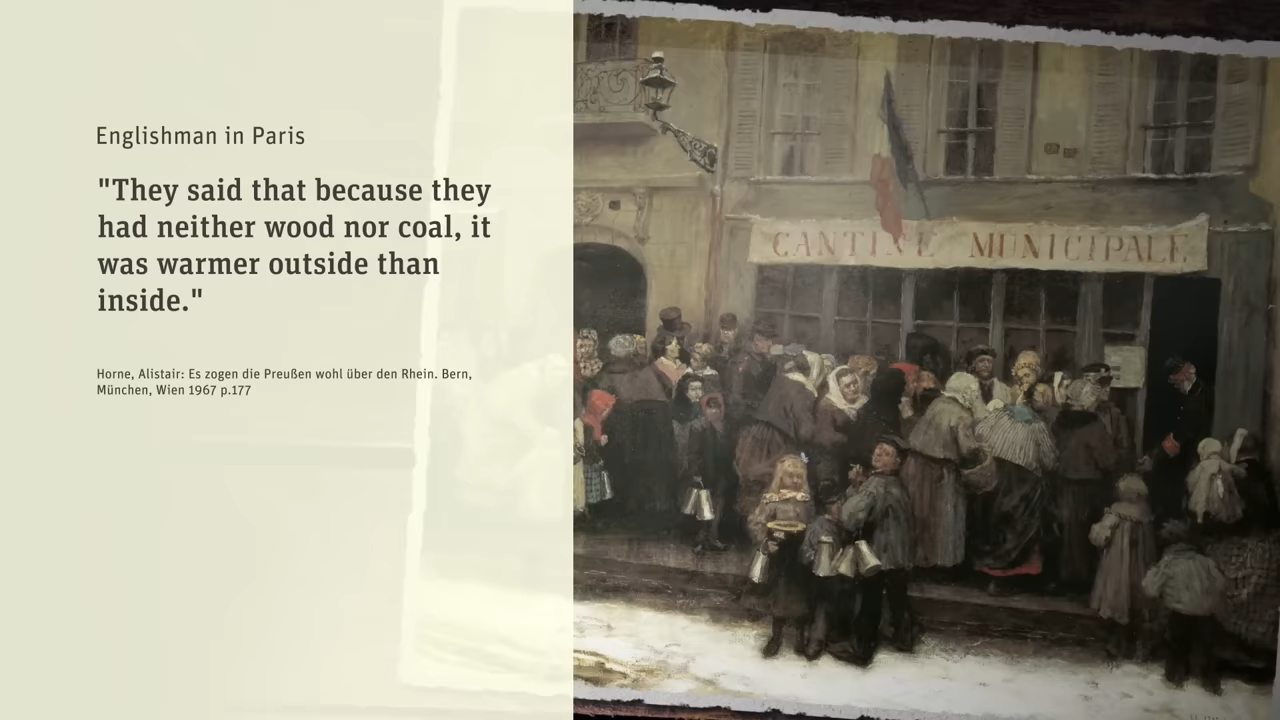 Englishman in Paris
"They said that because they
had neither wood nor coal, it
was warmer outside than
inside."
Horne, Alistair: Es zogen die Preußen wohl über den Rhein. Bern,
München, Wien 1967 p.177
CANTINE MUNICIPALE